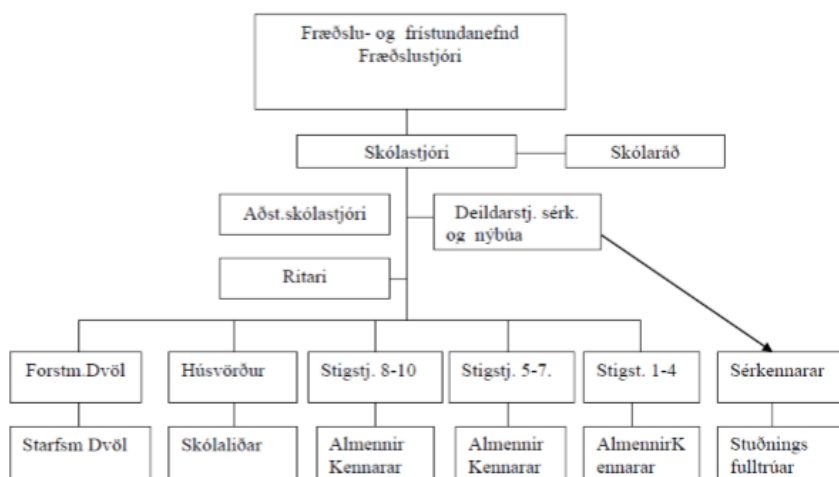 Fræðslu- og frístundanefnd
Fræðslustjóri
Skólastjóri
Skólaráð
Aðst.skólastjóri
Deildarstj. sérk.
og nýbúa
Ritari
Forstm.Dvöl
Húsvörður
Stigstj. 8-10
Stigstj. 5-7.
Stigst. 1-4
Sérkennarar
Starfsm Dvöl
Skólaliðar
Almennir
Kennarar
Almennir
Kennarar
AlmennirK
ennarar
Stuðnings
fulltrúar